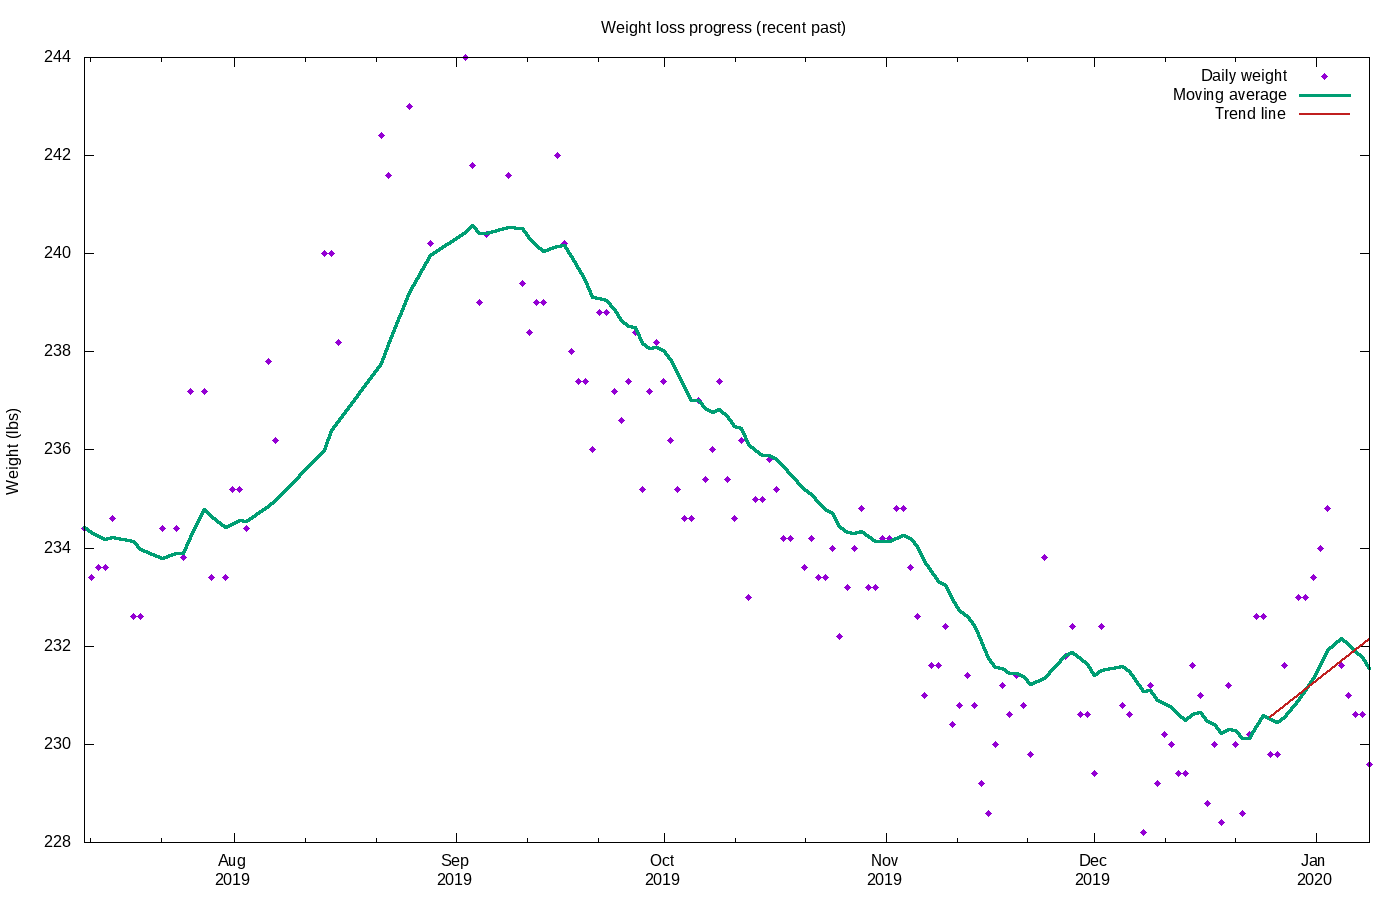 Weight loss progress (recent past)
Daily weight
Moving average
Trend line
Weight (lbs)
244
242
240
238
236
234
232
230
228
Aug Sep Oct Nov Dec Jan
2019 2019 2019 2019 2019 2020